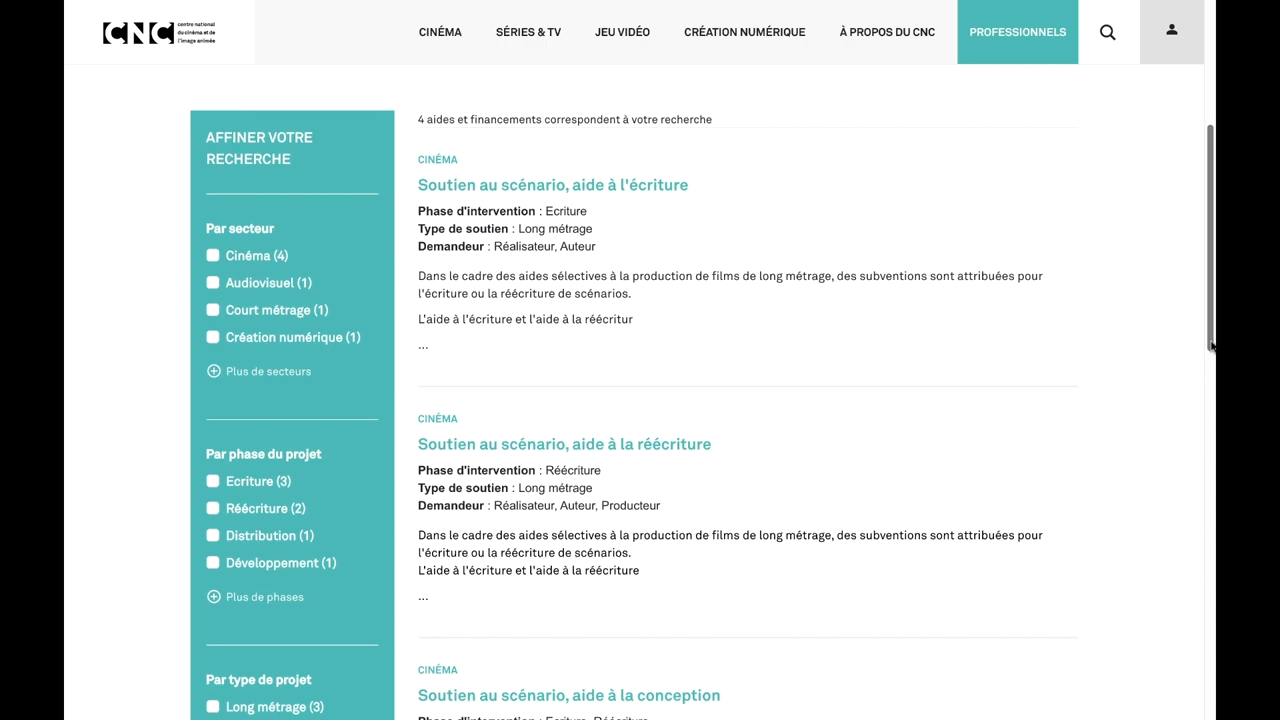 CNC
centre national
du cinéma et de
l'image animée
CINÉMA
SÉRIES & TV
JEU VIDÉO
CRÉATION NUMÉRIQUE
À PROPOS DU CNC
PROFESSIONNELS
AFFINER VOTRE
RECHERCHE
Par secteur
Cinéma (4)
Audiovisuel (1)
Court métrage (1)
Création numérique (1)
Plus de secteurs
Par phase du projet
Ecriture (3)
Réécriture (2)
Distribution (1)
Développement (1)
Plus de phases
Par type de projet
Long métrage (3)
4 aides et financements correspondent à votre recherche
CINÉMA
Soutien au scénario, aide à l'écriture
Phase d'intervention : Ecriture
Type de soutien : Long métrage
Demandeur : Réalisateur, Auteur
Dans le cadre des aides sélectives à la production de films de long métrage, des subventions sont attribuées pour
l'écriture ou la réécriture de scénarios.
L'aide à l'écriture et l'aide à la réécritur
...
CINÉMA
Soutien au scénario, aide à la réécriture
Phase d'intervention : Réécriture
Type de soutien : Long métrage
Demandeur : Réalisateur, Auteur, Producteur
Dans le cadre des aides sélectives à la production de films de long métrage, des subventions sont attribuées pour
l'écriture ou la réécriture de scénarios.
L'aide à l'écriture et l'aide à la réécriture
...
CINÉMA
Soutien au scénario, aide à la conception
Phase d'intervention : Ecriture, Réécriture